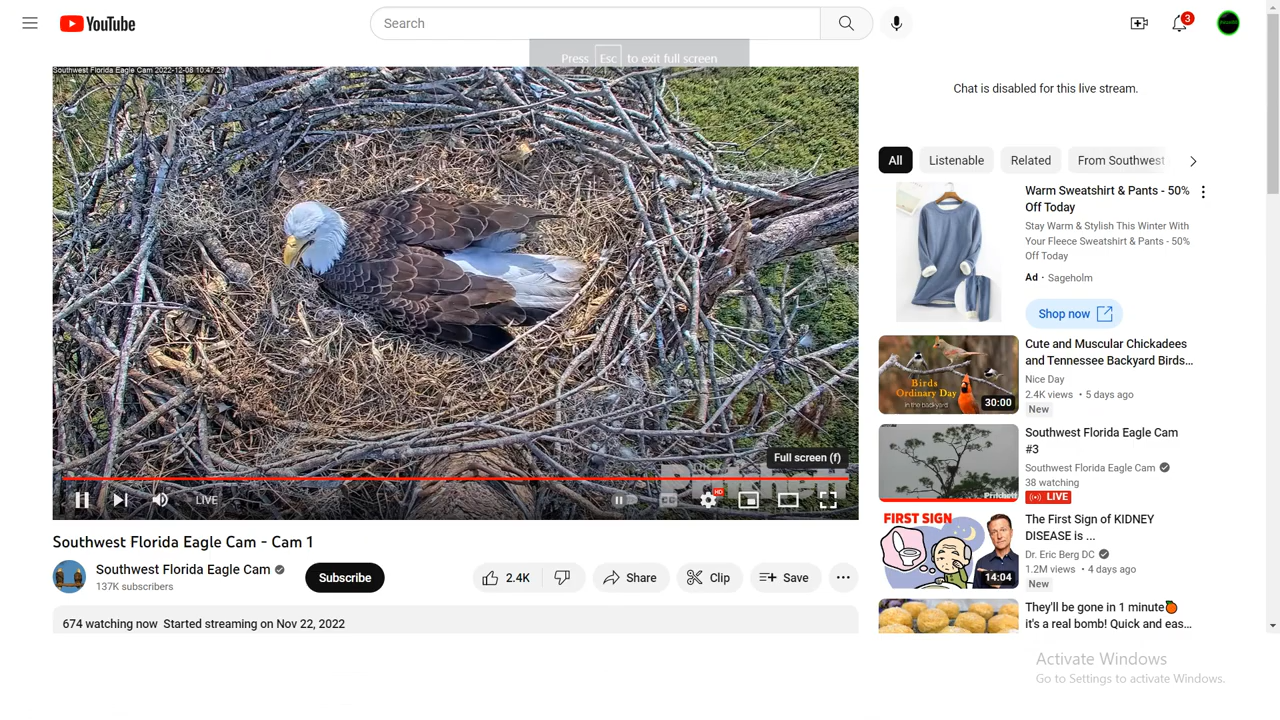 YouTube
Search
3
Press Esc to exit full screen
Southwest Florida Eagle Cam 2022-12-08 10:47:29
Full screen (f)
LIVE
HD
Southwest Florida Eagle Cam - Cam 1
Southwest Florida Eagle Cam
137K subscribers
Subscribe
2.4K
Share
Clip
Save
674 watching now Started streaming on Nov 22, 2022
Chat is disabled for this live stream.
All
Listenable
Related
From Southwest
Warm Sweatshirt & Pants - 50%
Off Today
Stay Warm & Stylish This Winter With
Your Fleece Sweatshirt & Pants - 50%
Off Today
Ad · Sageholm
Shop now
Birds
Ordinary Day
in the backyard
30:00
Cute and Muscular Chickadees
and Tennessee Backyard Birds...
Nice Day
2.4K views • 5 days ago
New
Pritchett
Southwest Florida Eagle Cam
#3
Southwest Florida Eagle Cam
38 watching
LIVE
FIRST SIGN
14:04
The First Sign of KIDNEY
DISEASE is ...
Dr. Eric Berg DC
1.2M views • 4 days ago
New
They'll be gone in 1 minute
it's a real bomb! Quick and eas...
Activate Windows
Go to Settings to activate Windows.